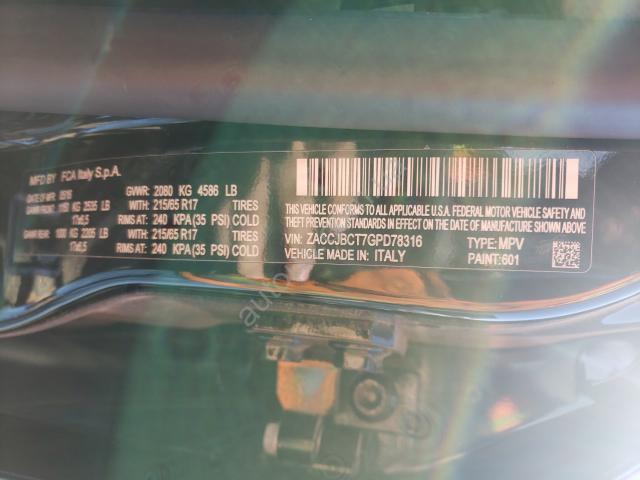 MFD BY FCA Italy S.p.A.
GVWR: 2080 KG 4586 LB
WITH 215/65 R17 TIRES
RIMS AT: 240 KPA(35 PSI) COLD
WITH 215/65 R17 TIRES
RIMS AT: 240 KPA(35 PSI) COLD
THIS VEHICLE CONFORMS TO ALL APPLICABLE U.S.A. FEDERAL MOTOR VEHICLE SAFETY AND
THEFT PREVENTION STANDARDS IN EFFECT ON THE DATE OF MANUFACTURE SHOWN ABOVE.
VIN: ZACCJBCT7GPD78316 TYPE: MPV
VEHICLE MADE IN: ITALY PAINT: 601